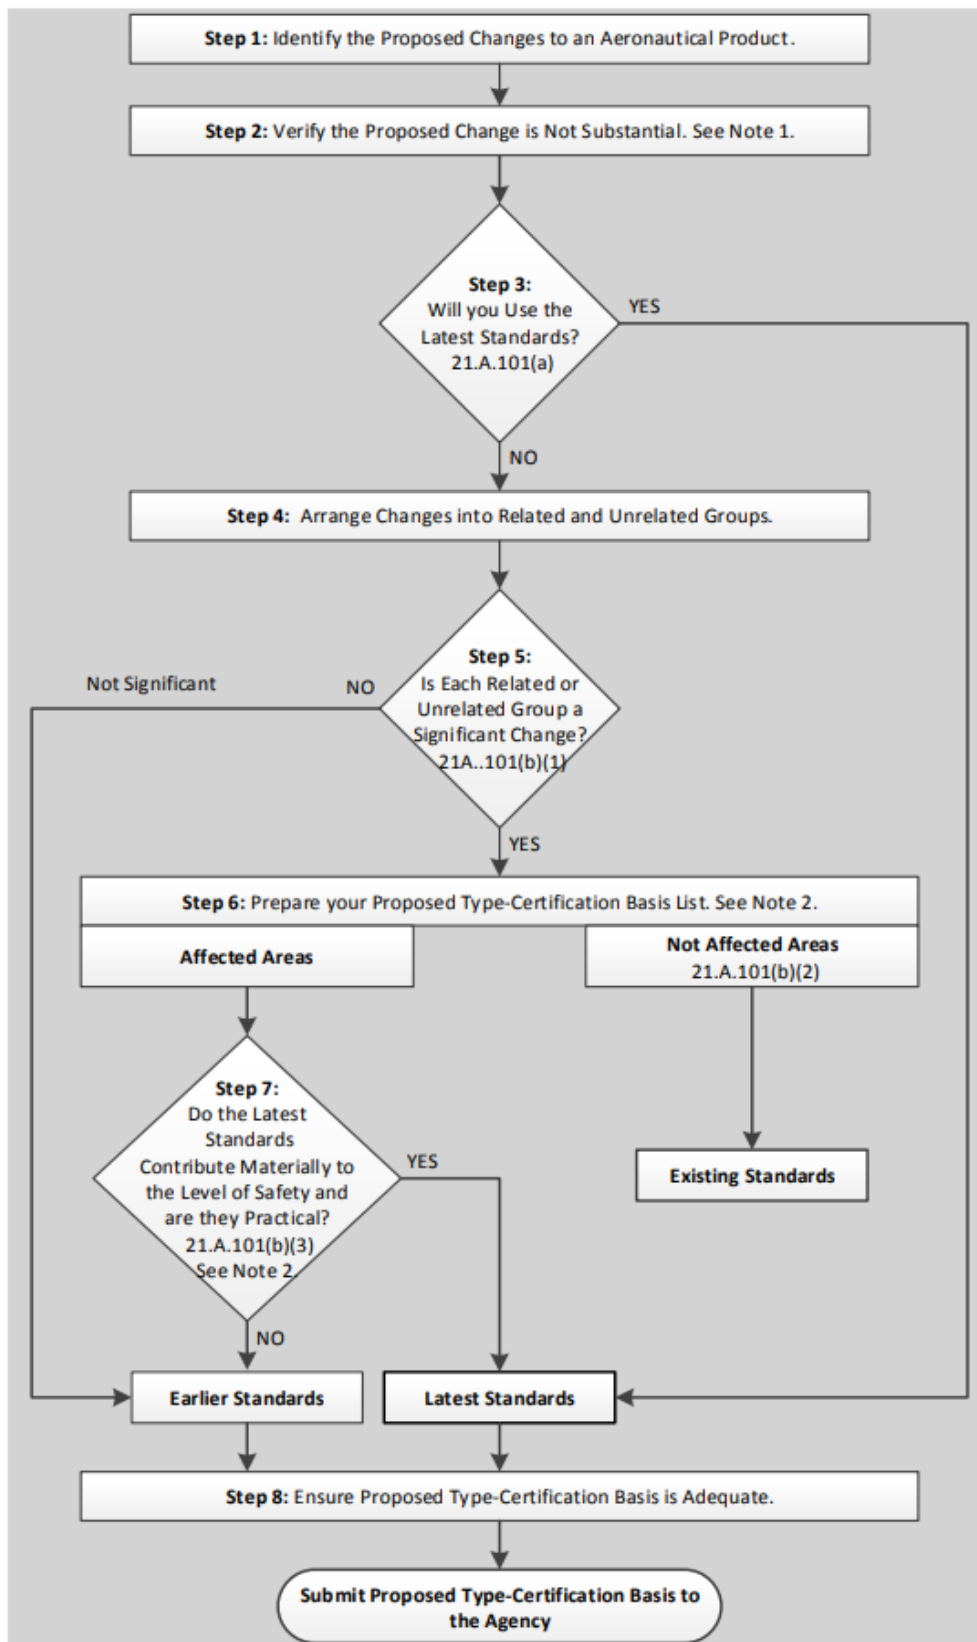 Step 1: Identify the Proposed Changes to an Aeronautical Product.
Step 2: Verify the Proposed Change is Not Substantial. See Note 1.
Step 3:
Will you Use the
Latest Standards?
21.A.101(a)
YES
NO
Step 4: Arrange Changes into Related and Unrelated Groups.
Step 5:
Is Each Related or
Unrelated Group a
Significant Change?
21A..101(b)(1)
Not Significant
NO
YES
Step 6: Prepare your Proposed Type-Certification Basis List. See Note 2.
Affected Areas
Not Affected Areas
21.A.101(b)(2)
Step 7:
Do the Latest
Standards
Contribute Materially to
the Level of Safety and
are they Practical?
21.A.101(b)(3)
See Note 2.
YES
Existing Standards
NO
Earlier Standards
Latest Standards
Step 8: Ensure Proposed Type-Certification Basis is Adequate.
Submit Proposed Type-Certification Basis to
the Agency